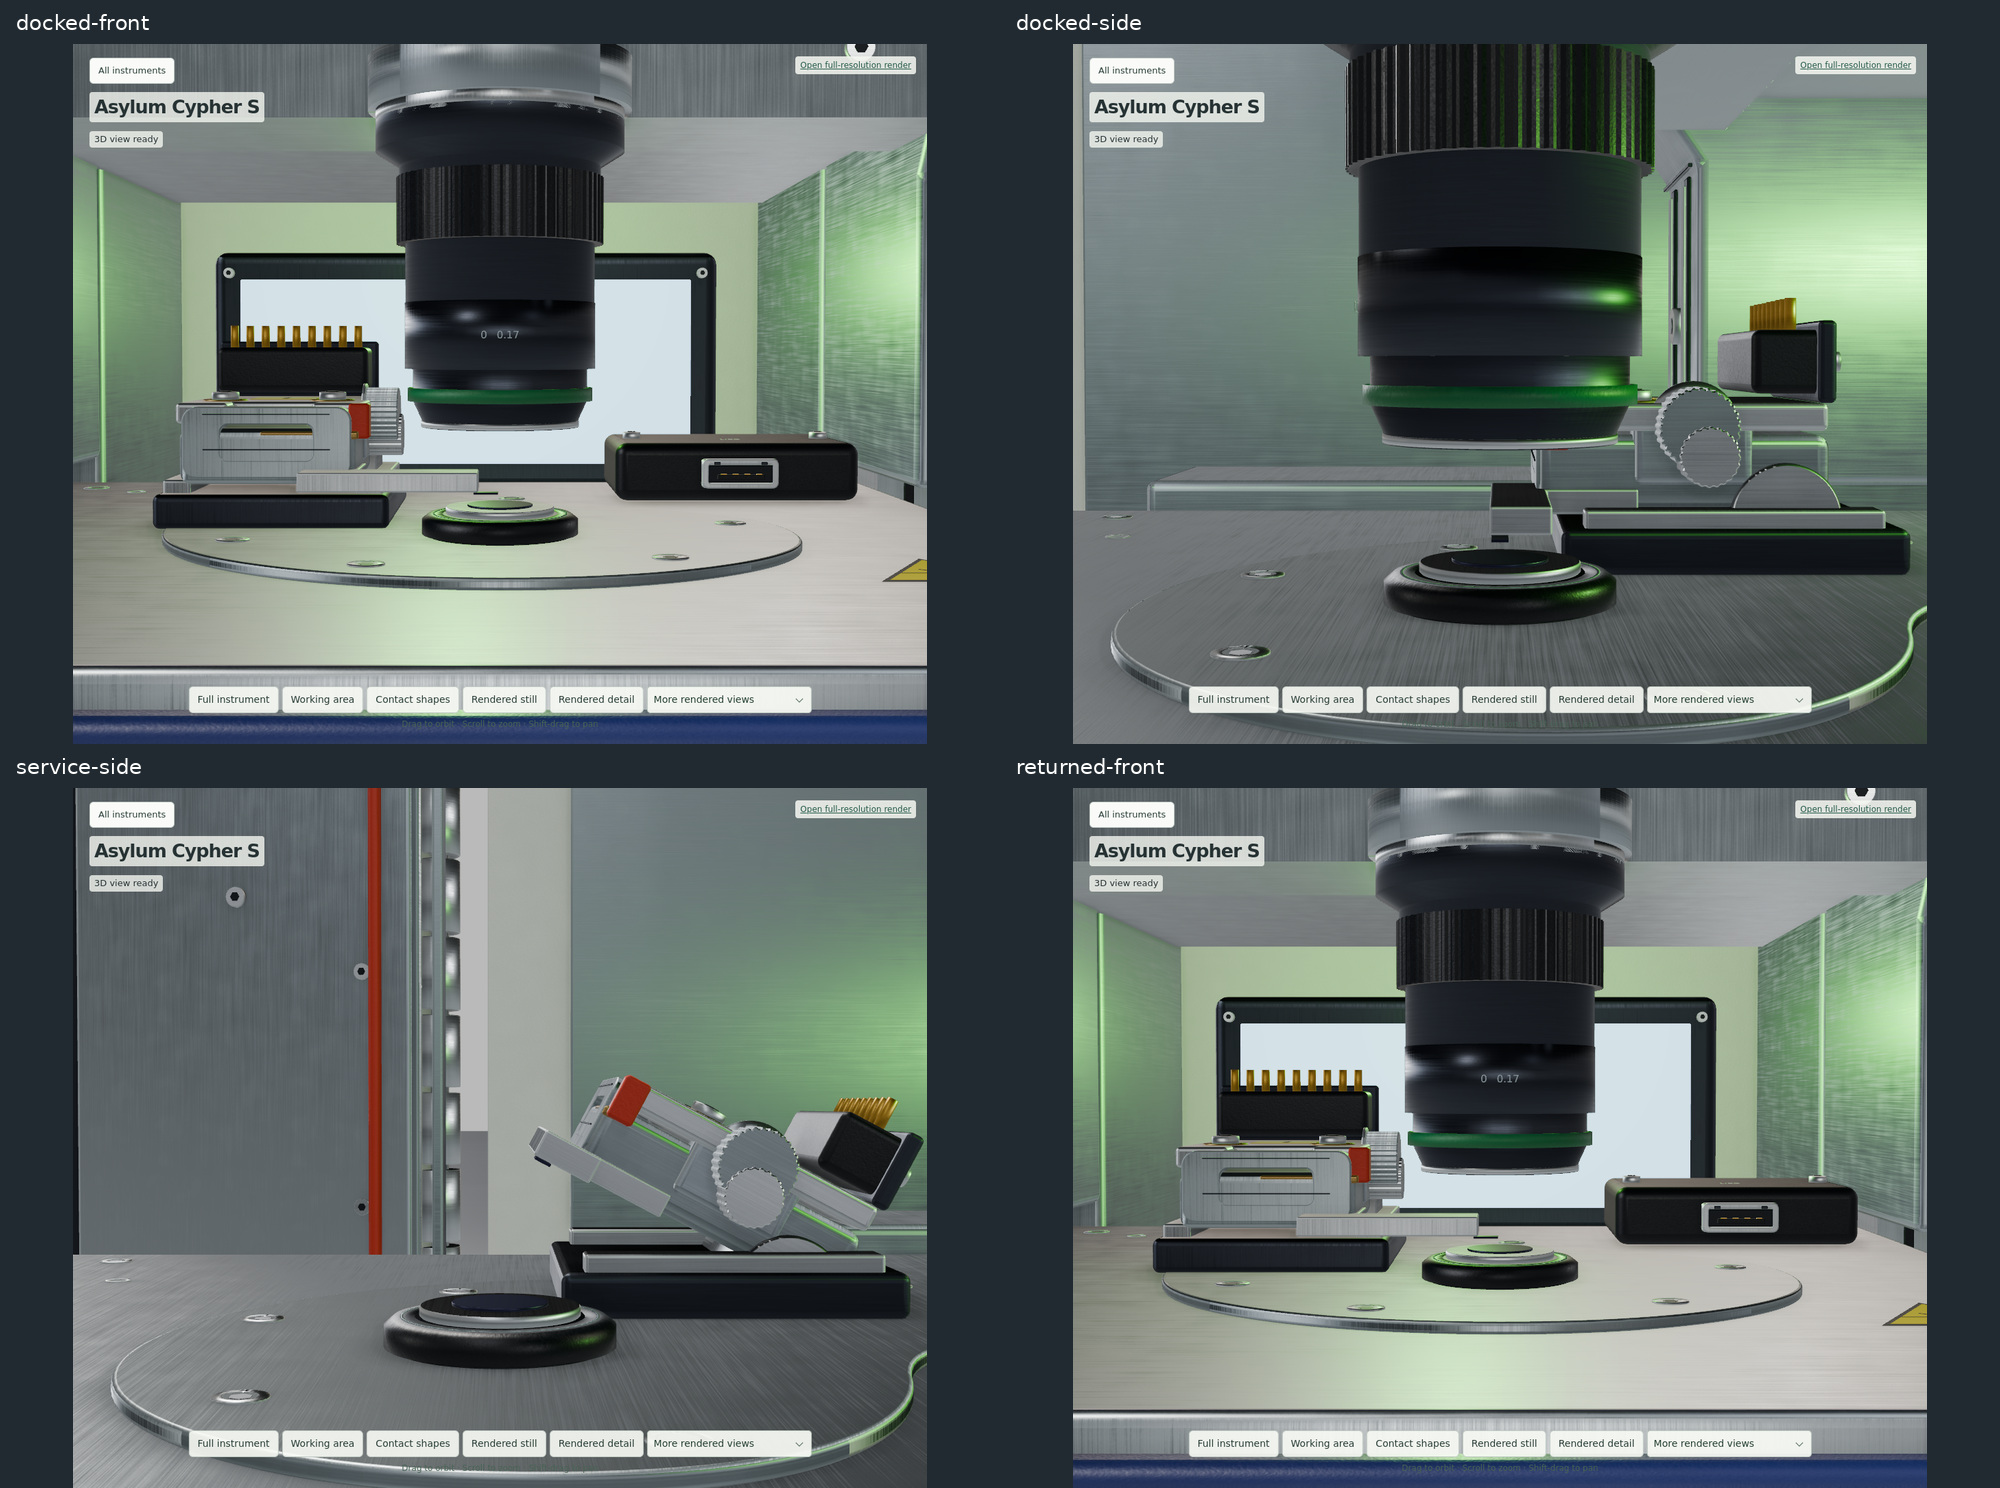 docked-front
All instruments
Open full-resolution render
Asylum Cypher S
3D view ready
0 0.17
Full instrument Working area Contact shapes Rendered still Rendered detail More rendered views
Drag to orbit · Scroll to zoom · Shift-drag to pan
docked-side
All instruments
Open full-resolution render
Asylum Cypher S
3D view ready
Full instrument Working area Contact shapes Rendered still Rendered detail More rendered views
service-side
All instruments
Open full-resolution render
Asylum Cypher S
3D view ready
Full instrument Working area Contact shapes Rendered still Rendered detail More rendered views
returned-front
All instruments
Open full-resolution render
Asylum Cypher S
3D view ready
0 0.17
Full instrument Working area Contact shapes Rendered still Rendered detail More rendered views
Drag to orbit · Scroll to zoom · Shift-drag to pan